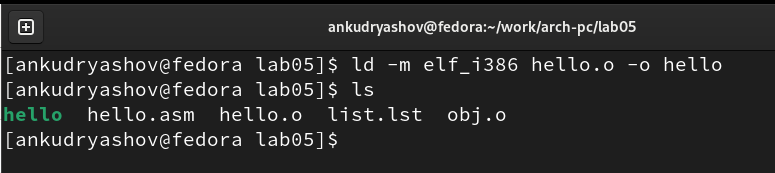 ankudryashov@fedora:~/work/arch-pc/lab05
[ankudryashov@fedora lab05]$ ld -m elf_i386 hello.o -o hello
[ankudryashov@fedora lab05]$ ls
hello  hello.asm  hello.o  list.lst  obj.o
[ankudryashov@fedora lab05]$